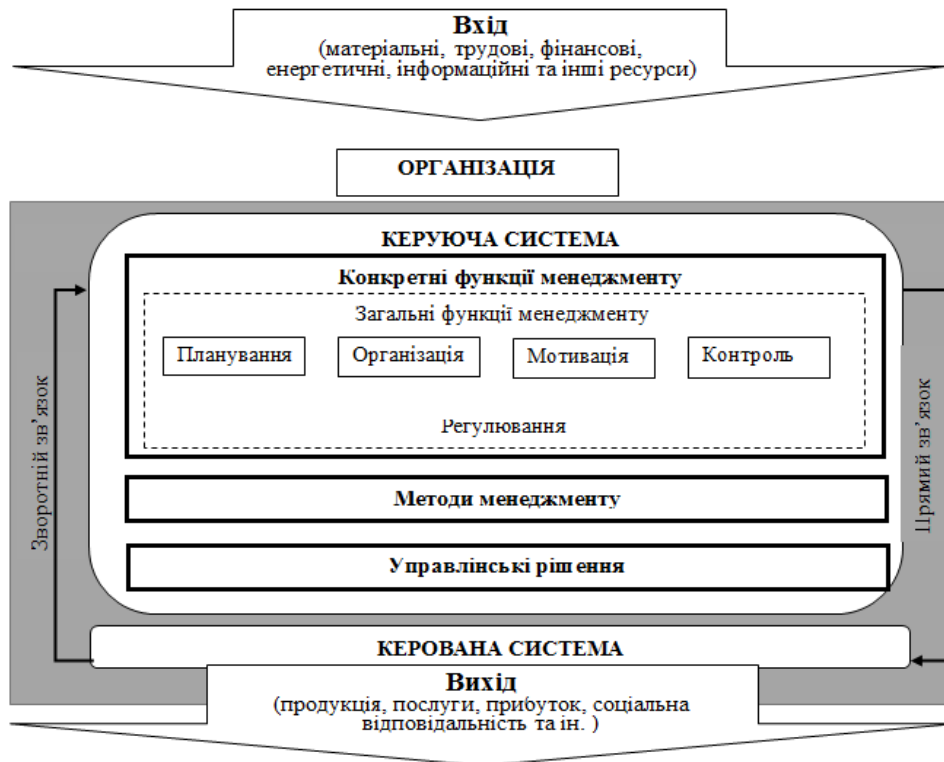 Вхід
(матеріальні, трудові, фінансові,
енергетичні, інформаційні та інші ресурси)
ОРГАНІЗАЦІЯ
КЕРУЮЧА СИСТЕМА
Конкретні функції менеджменту
Загальні функції менеджменту
Планування
Організація
Мотивація
Контроль
Регулювання
Методи менеджменту
Управлінські рішення
Зворотній зв’язок
Прямий зв’язок
КЕРОВАНА СИСТЕМА
Вихід
(продукція, послуги, прибуток, соціальна
відповідальність та ін. )